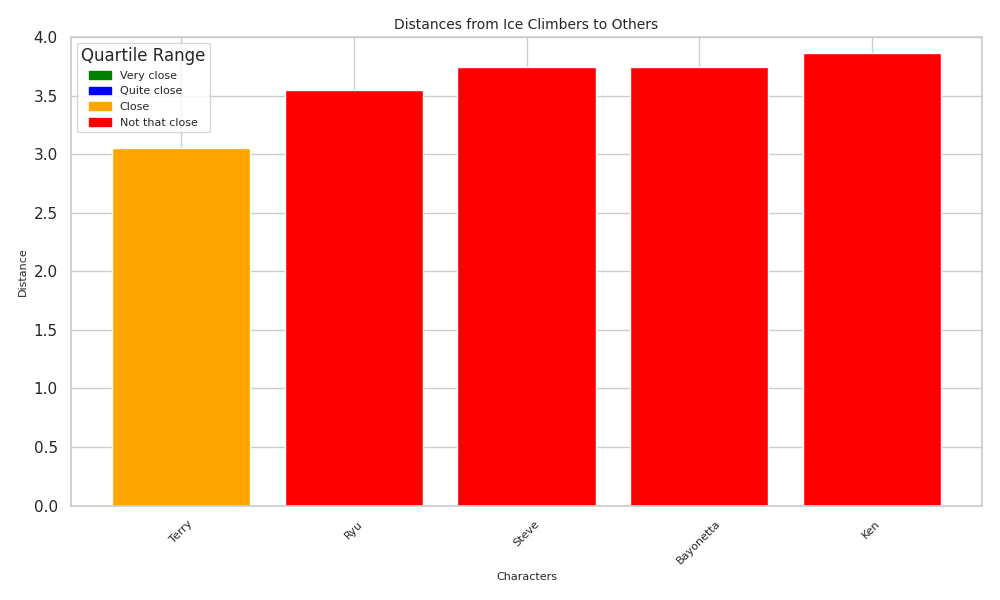 Distances from Ice Climbers to Others
Quartile Range
Very close
Quite close
Close
Not that close
Distance
4.0
3.5
3.0
2.5
2.0
1.5
1.0
0.5
0.0
Terry
Ryu
Steve
Bayonetta
Ken
Characters